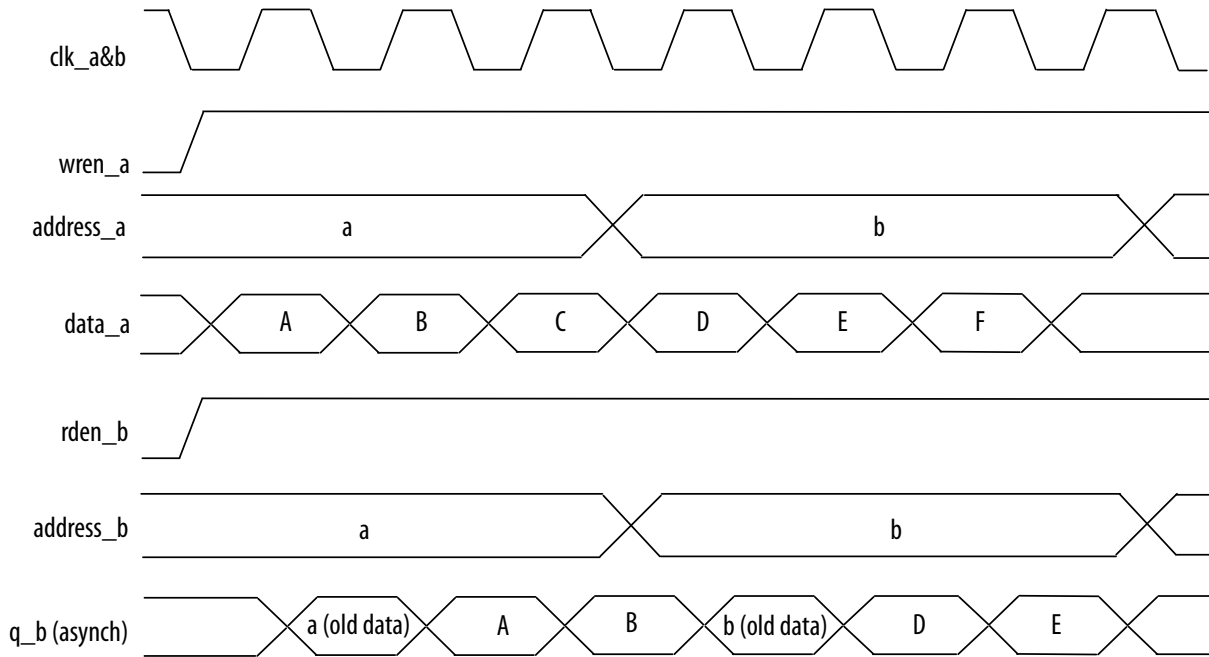 clk_a&b
wren_a
address_a a b
data_a A B C D E F
rden_b
address_b a b
q_b (asynch) a (old data) A B b (old data) D E